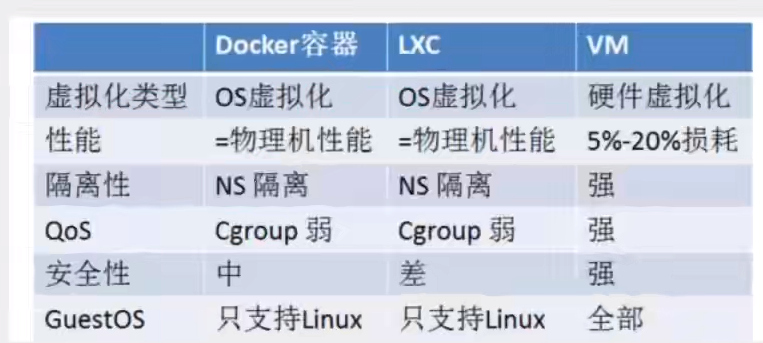 Docker容器 LXC VM
虚拟化类型 OS虚拟化 OS虚拟化 硬件虚拟化
性能 =物理机性能 =物理机性能 5%-20%损耗
隔离性 NS 隔离 NS 隔离 强
QoS Cgroup 弱 Cgroup 弱 强
安全性 中 差 强
GuestOS 只支持Linux 只支持Linux 全部